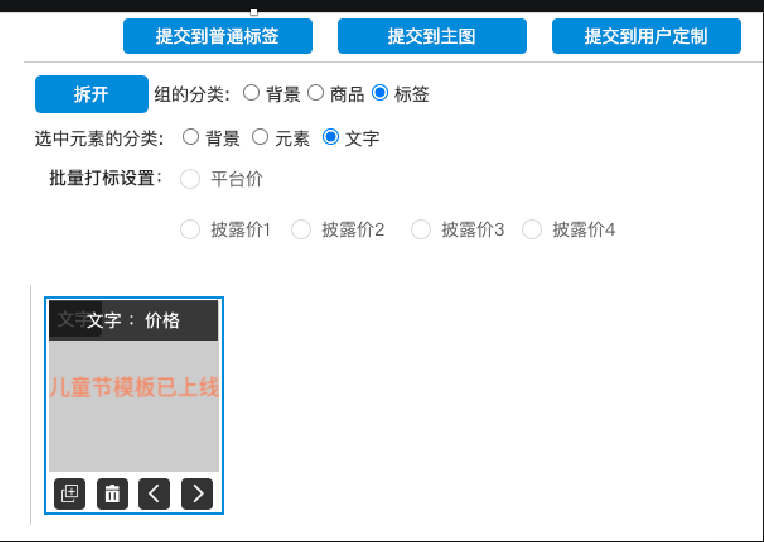 提交到普通标签 提交到主图 提交到用户定制
拆开 组的分类: 背景 商品 标签
选中元素的分类: 背景 元素 文字
批量打标设置: 平台价
披露价1 披露价2 披露价3 披露价4
文字 文字 : 价格
儿童节模板已上线